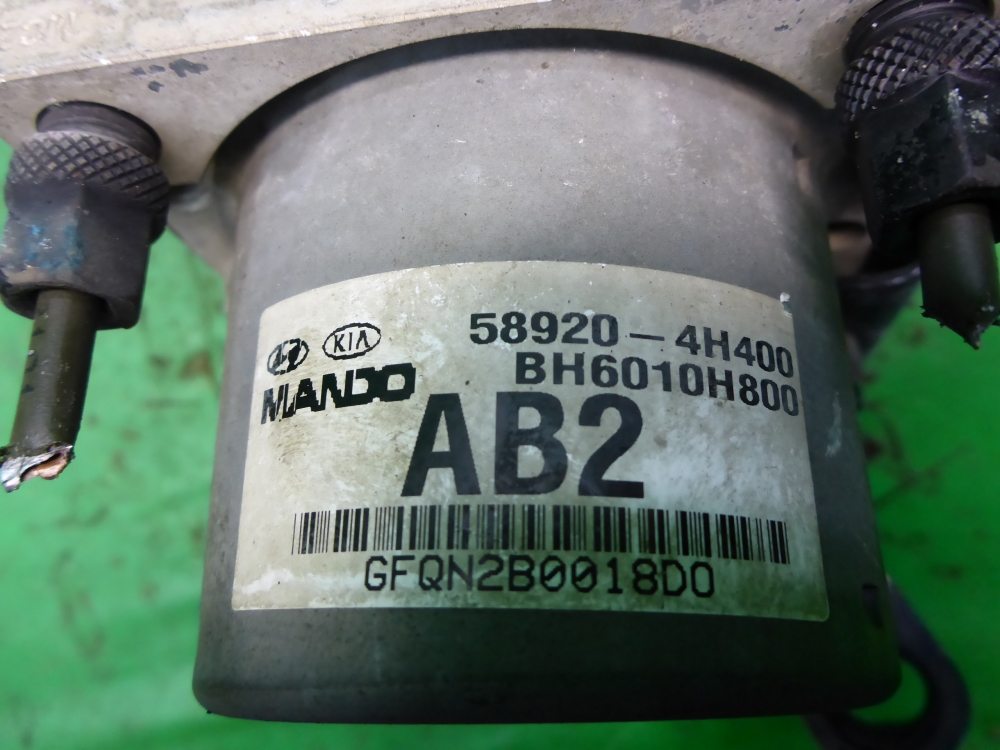 KIA
58920-4H400
MANDO
BH6010H800
AB2
GFQN2B0018D0